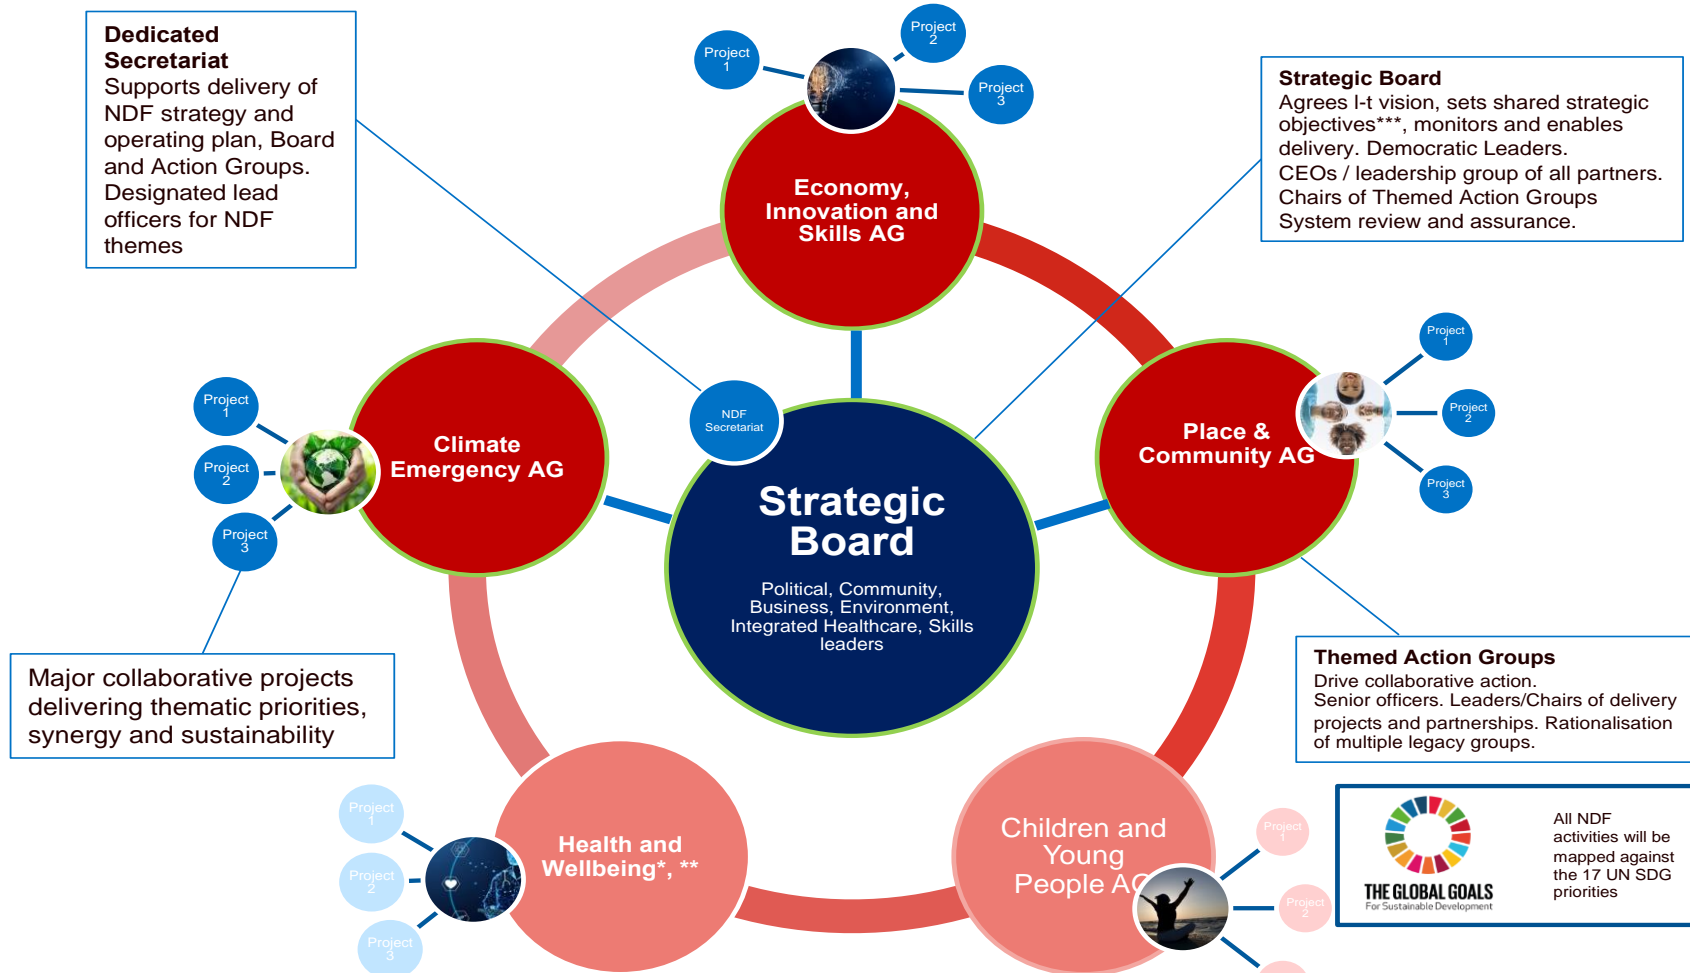 Dedicated
Secretariat
Supports delivery of
NDF strategy and
operating plan, Board
and Action Groups.
Designated lead
officers for NDF
themes
Project
1
Project
2
Project
3
Strategic Board
Agrees l-t vision, sets shared strategic
objectives***, monitors and enables
delivery. Democratic Leaders.
CEOs / leadership group of all partners.
Chairs of Themed Action Groups
System review and assurance.
Economy,
Innovation and
Skills AG
Project
1
Project
2
Project
3
Climate
Emergency AG
NDF
Secretariat
Place &
Community AG
Project
1
Project
2
Project
3
Strategic
Board
Political, Community,
Business, Environment,
Integrated Healthcare, Skills
leaders
Major collaborative projects
delivering thematic priorities,
synergy and sustainability
Themed Action Groups
Drive collaborative action.
Senior officers. Leaders/Chairs of delivery
projects and partnerships. Rationalisation
of multiple legacy groups.
Project
1
Project
2
Project
3
Health and
Wellbeing*, **
Children and
Young
People AG
Project
1
Project
2
THE GLOBAL GOALS
For Sustainable Development
All NDF
activities will be
mapped against
the 17 UN SDG
priorities